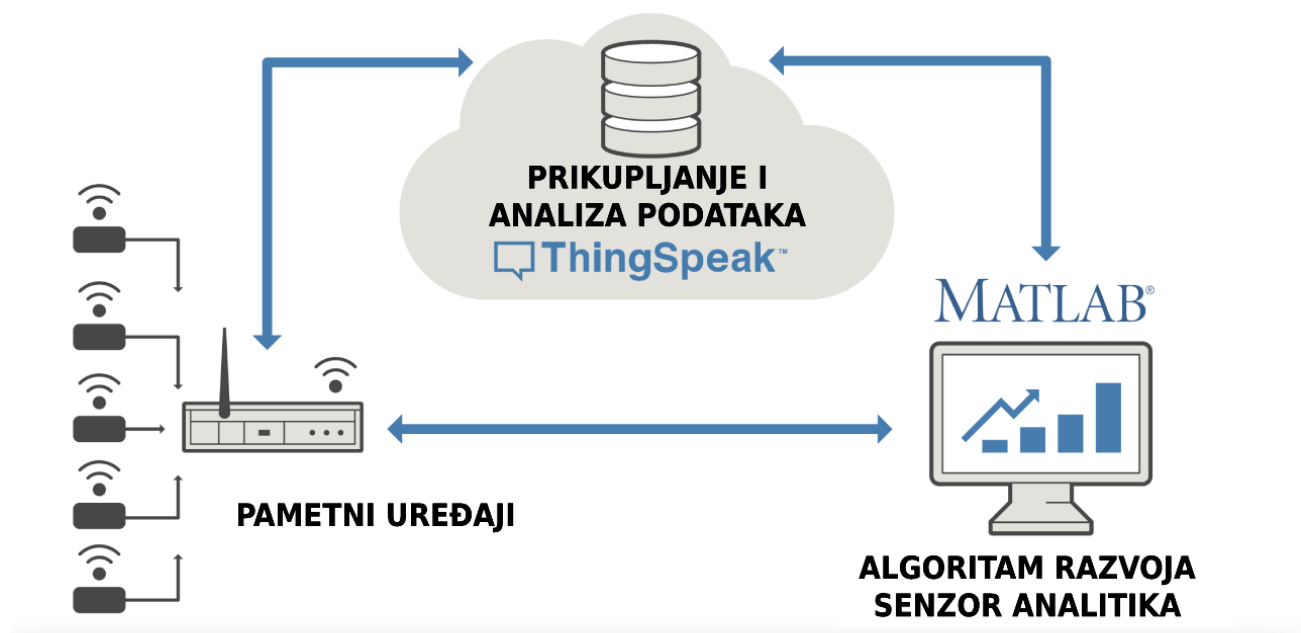 PRIKUPLJANJE I
ANALIZA PODATAKA
ThingSpeak™
MATLAB®
PAMETNI UREĐAJI
ALGORITAM RAZVOJA
SENZOR ANALITIKA